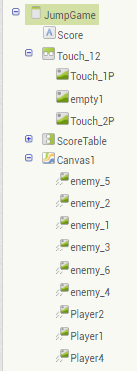 JumpGame
Score
Touch_12
Touch_1P
empty1
Touch_2P
ScoreTable
Canvas1
enemy_5
enemy_2
enemy_1
enemy_3
enemy_6
enemy_4
Player2
Player1
Player4